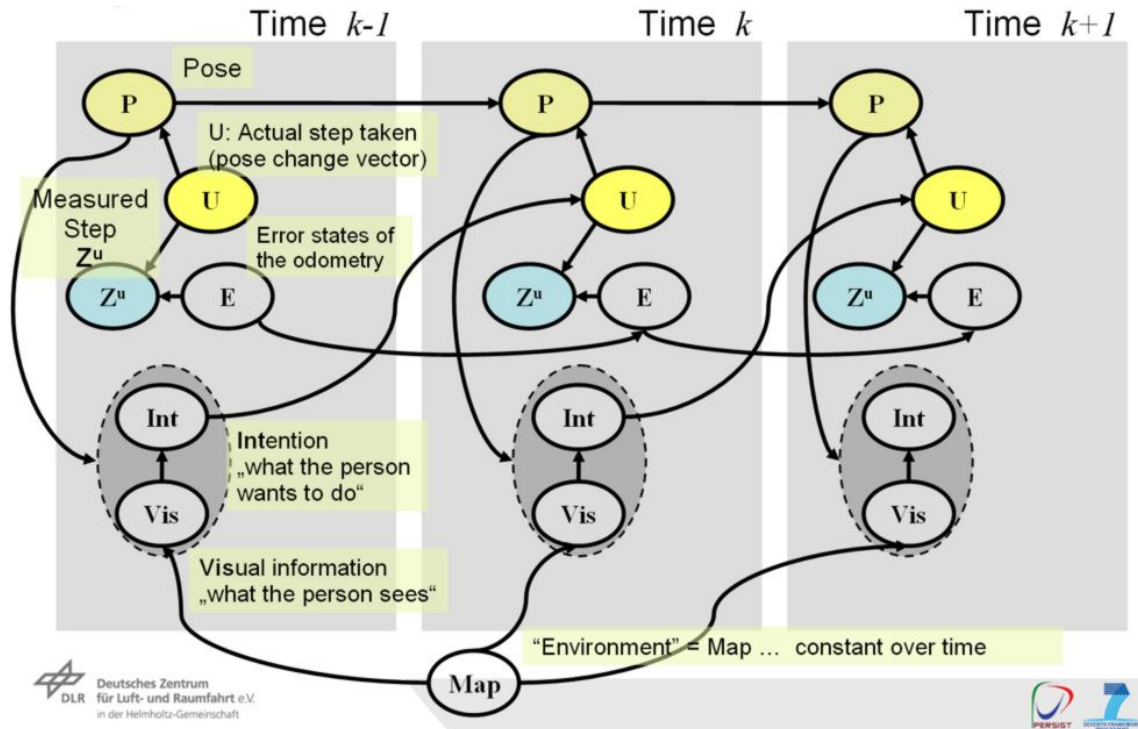 Time k-1
Time k
Time k+1
P
Pose
P
P
U: Actual step taken
(pose change vector)
U
U
U
Measured
Step
Zᵘ
Error states of
the odometry
Zᵘ
E
Zᵘ
E
Zᵘ
E
Int
Int
Int
Intention
„what the person
wants to do“
Vis
Vis
Vis
Visual information
„what the person sees“
“Environment” = Map … constant over time
Map
DLR
Deutsches Zentrum
für Luft- und Raumfahrt e.V.
in der Helmholtz-Gemeinschaft
PERSIST
SEVENTH FRAMEWORK